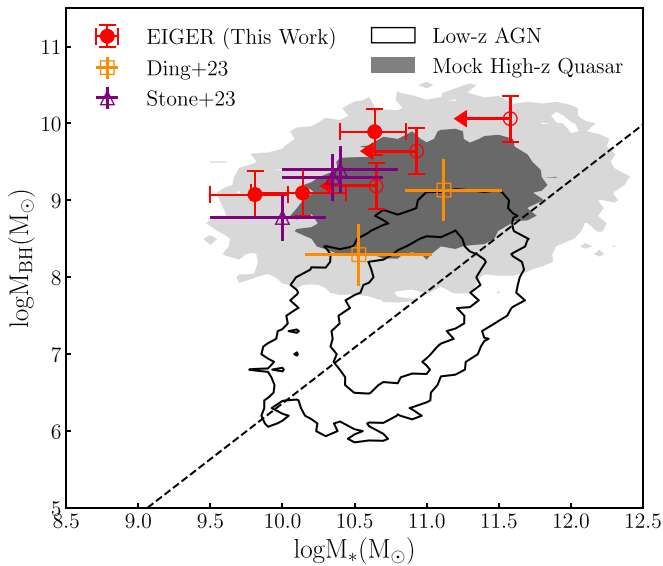 EIGER (This Work)
Ding+23
Stone+23
Low-z AGN
Mock High-z Quasar
logM_BH(M_⊙)
11
10
9
8
7
6
5
8.5 9.0 9.5 10.0 10.5 11.0 11.5 12.0 12.5
logM_*(M_⊙)